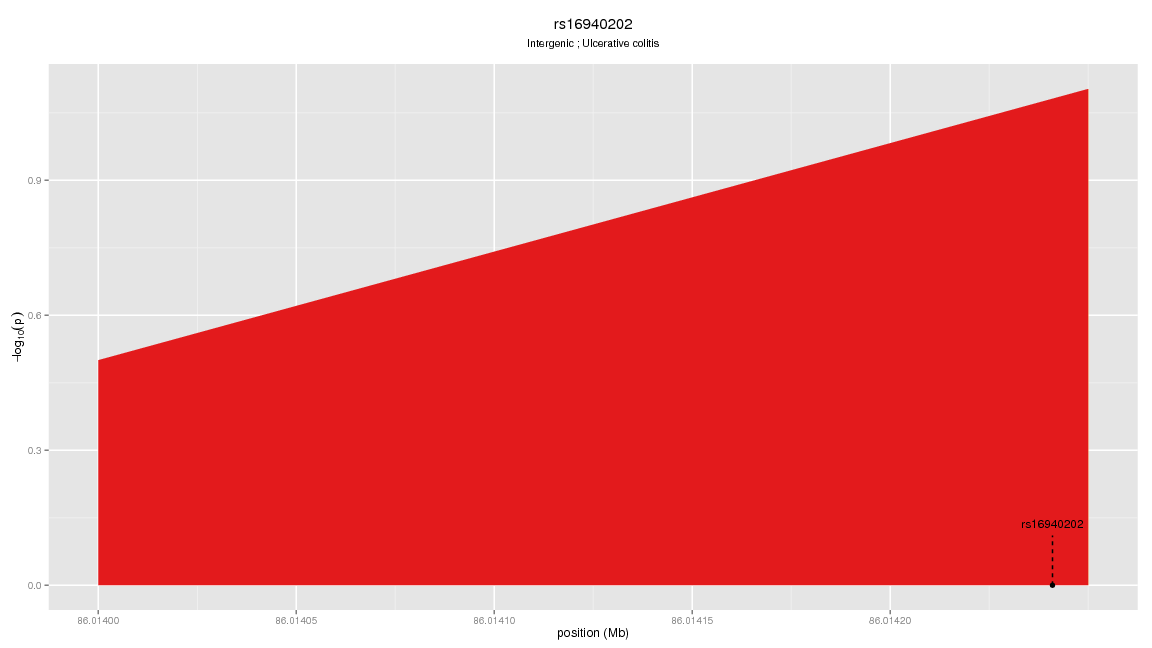 rs16940202
Intergenic ; Ulcerative colitis
−log10(p)
0.9
0.6
0.3
0.0
rs16940202
86.01400 86.01405 86.01410 86.01415 86.01420
position (Mb)